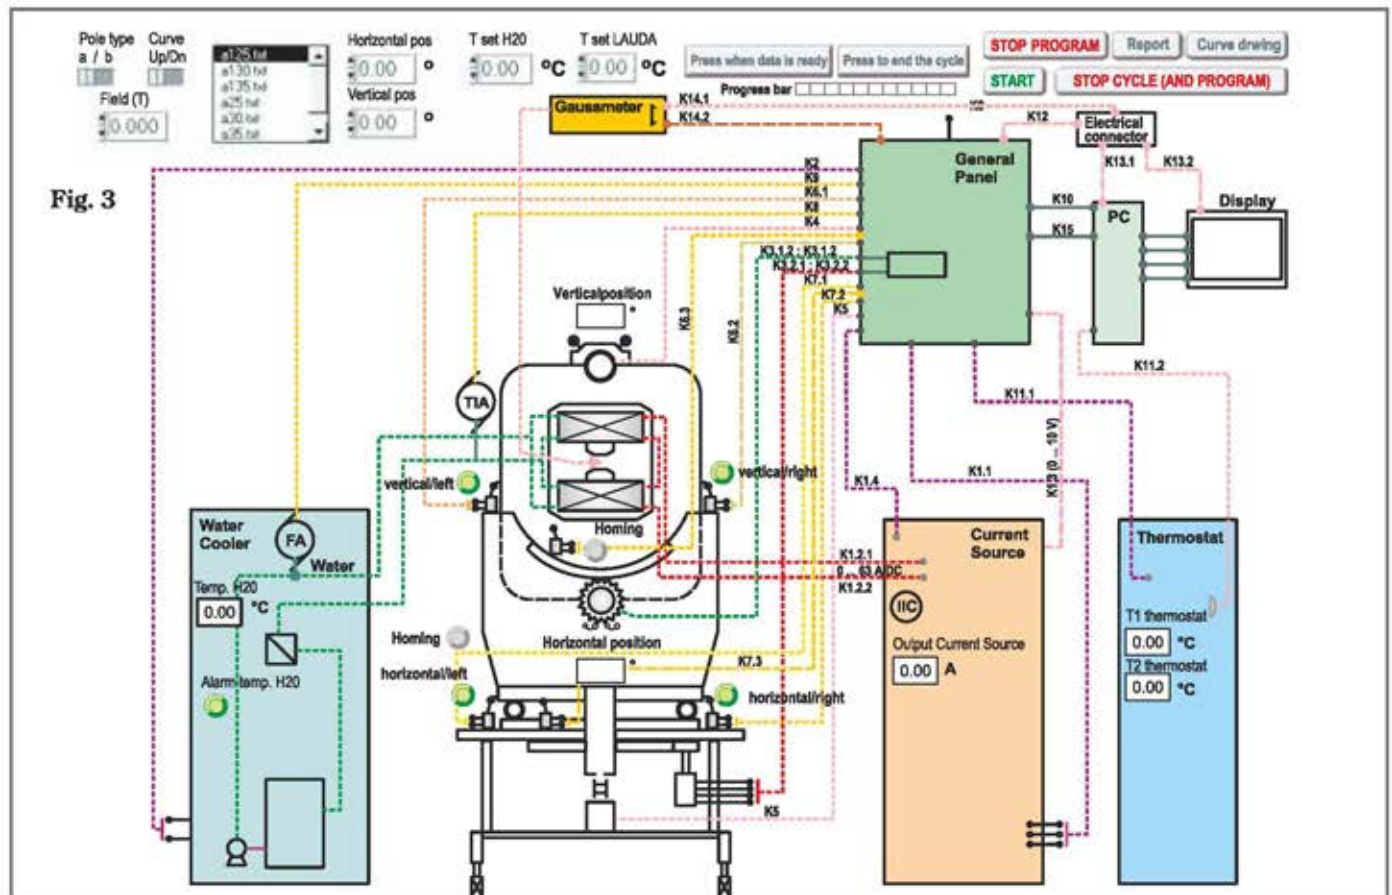 Pole type
a / b
Curve
Up/Dn
Field (T)
0.000
a125.txt
a130.txt
a135.txt
a25.txt
a30.txt
a35.txt
Horizontal pos
0.00 °
Vertical pos
0.00 °
T set H20
0.00 °C
T set LAUDA
0.00 °C
Press when data is ready
Press to end the cycle
Progress bar
STOP PROGRAM
Report
Curve drwing
START
STOP CYCLE (AND PROGRAM)
Fig. 3
Gaussmeter
K14.1
K14.2
K12
Electrical
connector
K13.1
K13.2
General
Panel
K10
K15
PC
Display
K2
K9
K6.1
K8
K4
K3.1.2 : K3.1.2
K3.2.1 : K3.2.2
K7.1
K7.2
K5
K6.3
K6.2
Verticalposition
°
TIA
vertical/left
vertical/right
Homing
K11.2
K11.1
K1.1
K1.3 (0 ... 10 V)
K1.4
Water
Cooler
FA
Water
Temp. H20
0.00 °C
Alarm temp. H20
K1.2.1
0 ... 63 A/DC
K1.2.2
Homing
Horizontal position
°
K7.3
horizontal/left
horizontal/right
K5
Current
Source
IIC
Output Current Source
0.00 A
Thermostat
T1 thermostat
0.00 °C
T2 thermostat
0.00 °C